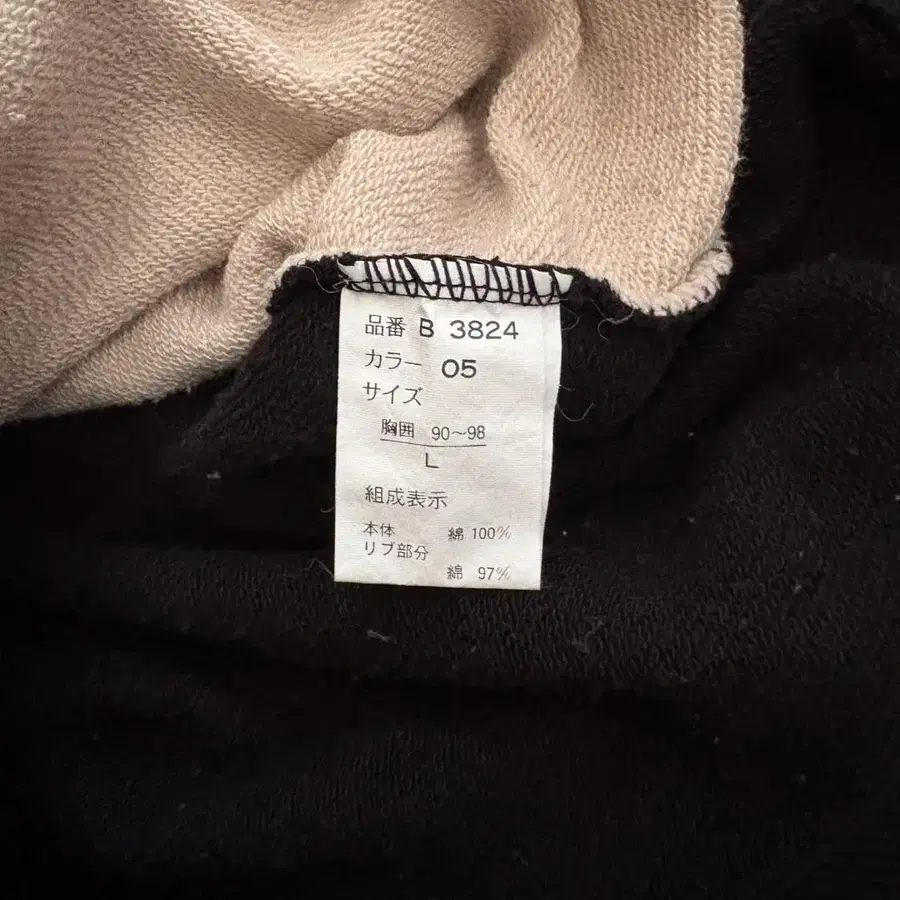 品番 B 3824
カラー 05
サイズ
胸囲 90～98
L
組成表示
本体 綿 100%
リブ部分
綿 97%